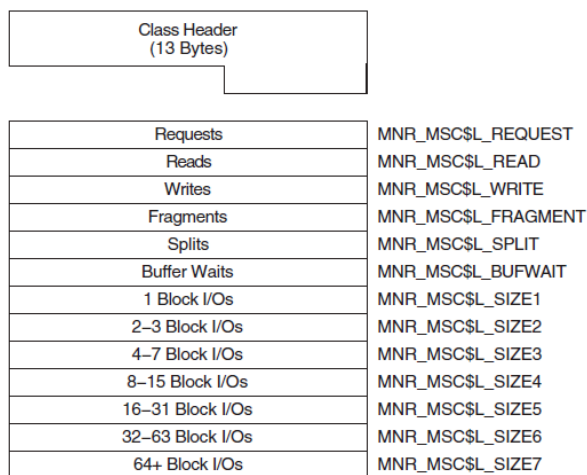 Class Header
(13 Bytes)
Requests MNR_MSC$L_REQUEST
Reads MNR_MSC$L_READ
Writes MNR_MSC$L_WRITE
Fragments MNR_MSC$L_FRAGMENT
Splits MNR_MSC$L_SPLIT
Buffer Waits MNR_MSC$L_BUFWAIT
1 Block I/Os MNR_MSC$L_SIZE1
2–3 Block I/Os MNR_MSC$L_SIZE2
4–7 Block I/Os MNR_MSC$L_SIZE3
8–15 Block I/Os MNR_MSC$L_SIZE4
16–31 Block I/Os MNR_MSC$L_SIZE5
32–63 Block I/Os MNR_MSC$L_SIZE6
64+ Block I/Os MNR_MSC$L_SIZE7